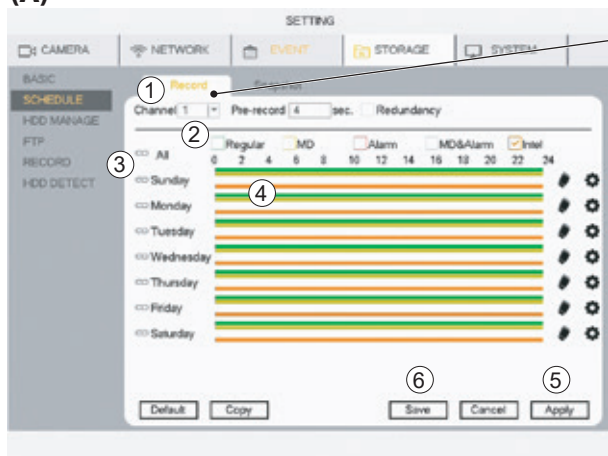 (A)
SETTING
CAMERA NETWORK EVENT STORAGE SYSTEM
BASIC
SCHEDULE
HDD MANAGE
FTP
RECORD
HDD DETECT
1 Record Snapshot
Channel 1 Pre-record 4 sec. Redundancy
2 Regular MD Alarm MD&Alarm Intel
3 All 0 2 4 6 8 10 12 14 16 18 20 22 24
Sunday 4
Monday
Tuesday
Wednesday
Thursday
Friday
Saturday
6 5
Default Copy Save Cancel Apply